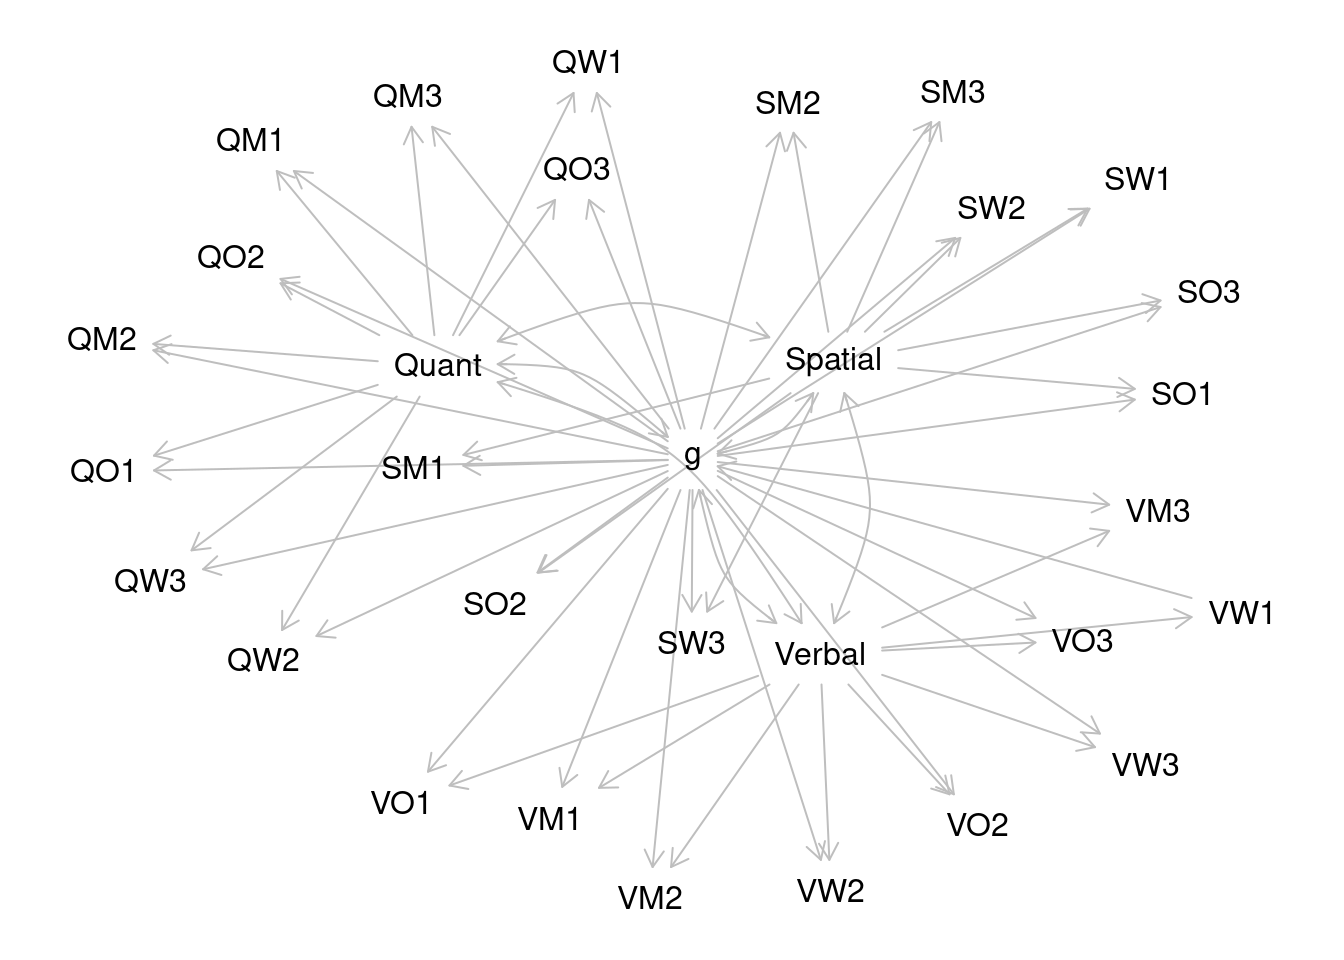 QW1
QM3
SM3
SM2
QM1
QO3
SW1
SW2
QO2
SO3
QM2
Spatial
Quant
SO1
g
SM1
QO1
VM3
QW3
SO2
VW1
VO3
SW3
Verbal
QW2
VW3
VO1
VM1
VO2
VW2
VM2